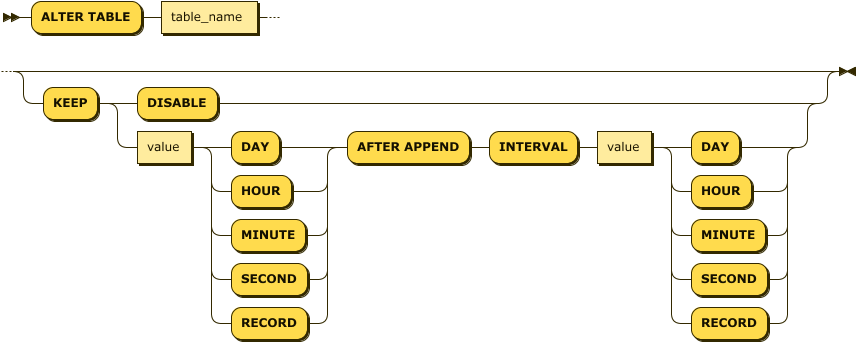 ALTER TABLE table_name
KEEP DISABLE
value DAY AFTER APPEND INTERVAL value DAY
HOUR HOUR
MINUTE MINUTE
SECOND SECOND
RECORD RECORD